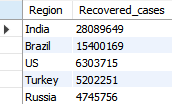 Region Recovered_cases
India 28089649
Brazil 15400169
US 6303715
Turkey 5202251
Russia 4745756